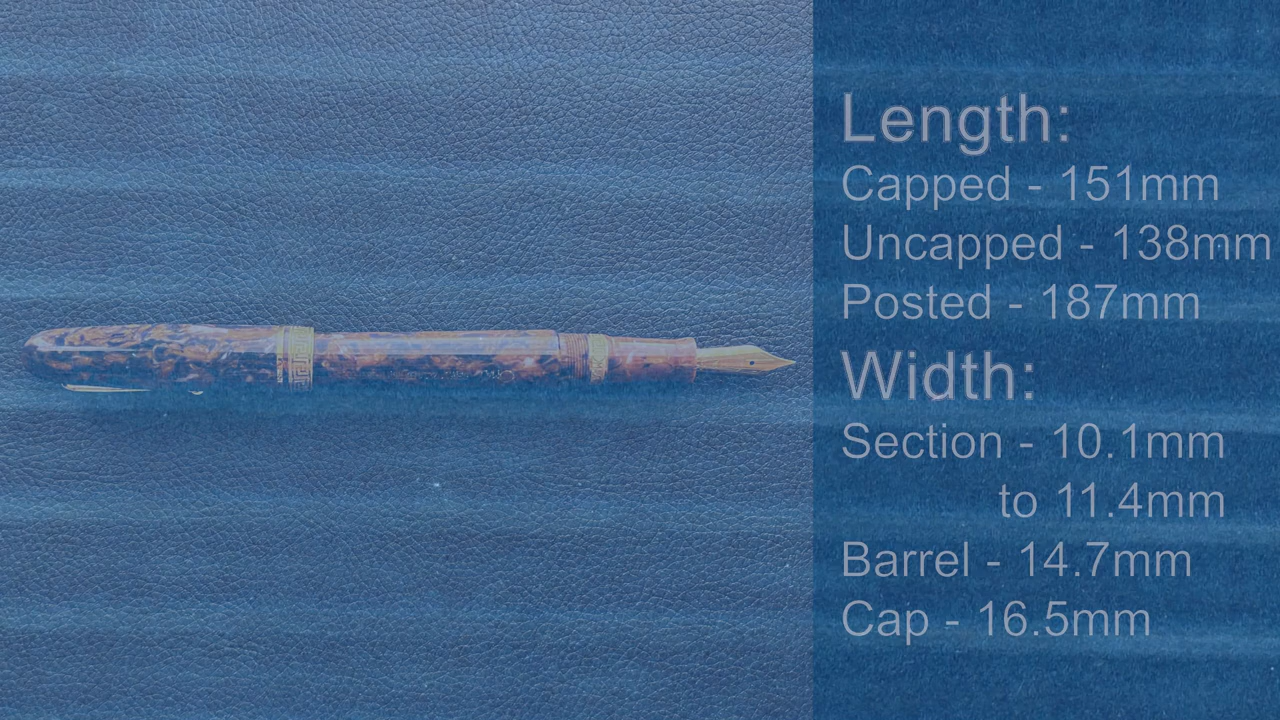 Length:
Capped - 151mm
Uncapped - 138mm
Posted - 187mm
Width:
Section - 10.1mm
to 11.4mm
Barrel - 14.7mm
Cap - 16.5mm